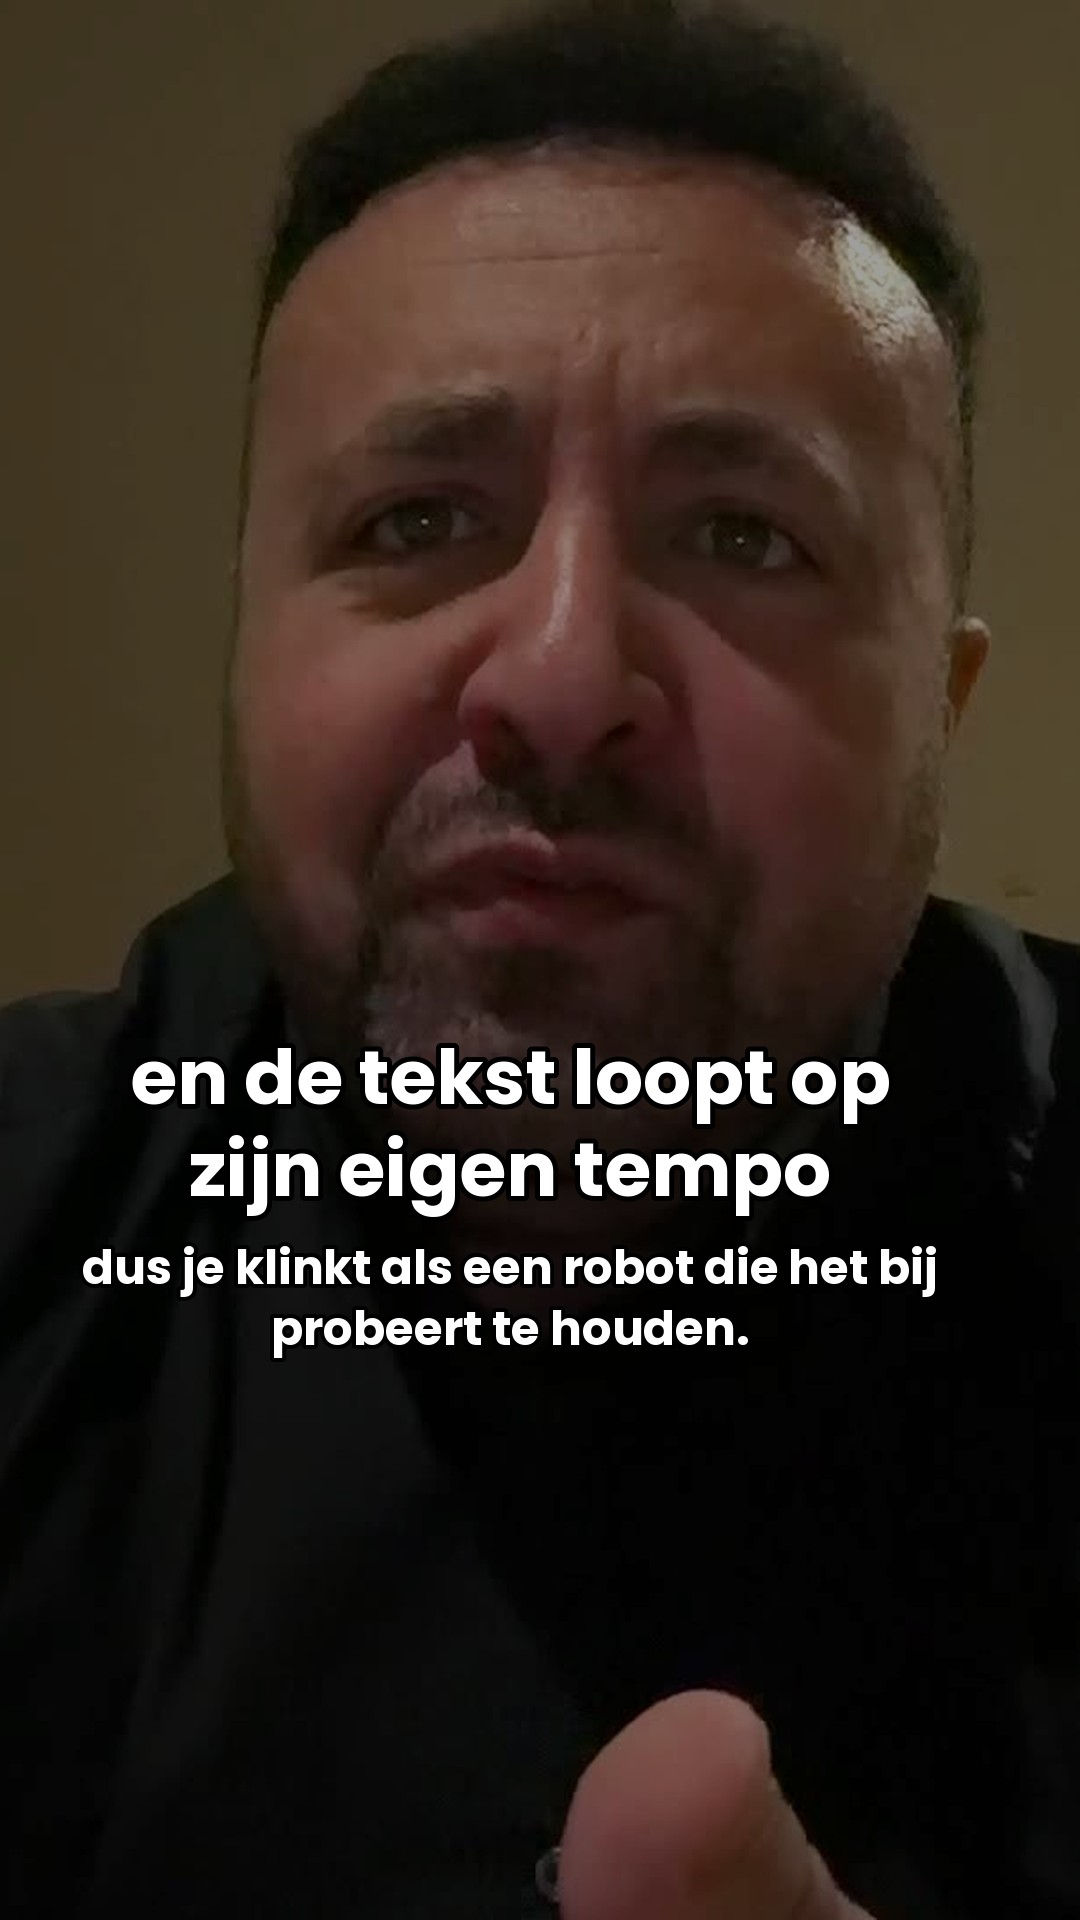 en de tekst loopt op
zijn eigen tempo
dus je klinkt als een robot die het bij
probeert te houden.